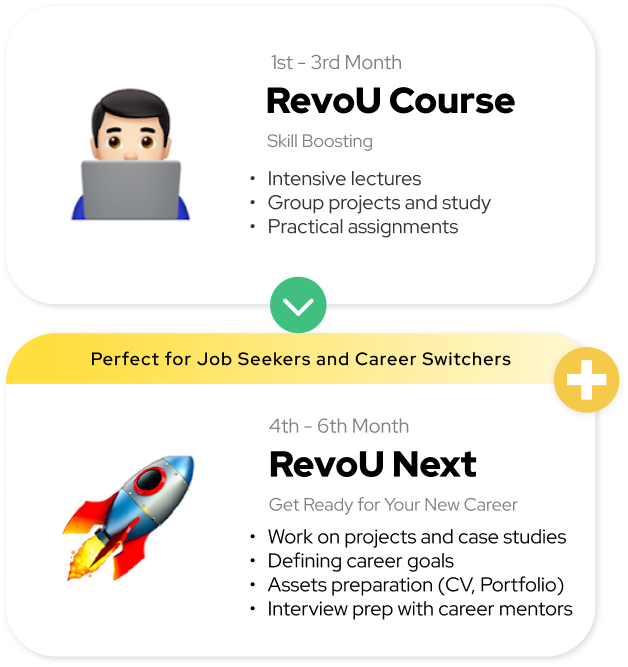 1st - 3rd Month
RevoU Course
Skill Boosting
• Intensive lectures
• Group projects and study
• Practical assignments
Perfect for Job Seekers and Career Switchers
4th - 6th Month
RevoU Next
Get Ready for Your New Career
• Work on projects and case studies
• Defining career goals
• Assets preparation (CV, Portfolio)
• Interview prep with career mentors